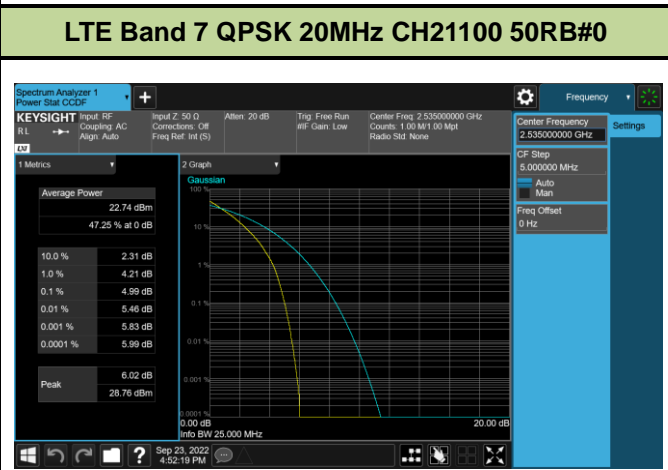 LTE Band 7 QPSK 20MHz CH21100 50RB#0
Spectrum Analyzer 1
Power Stat CCDF
+
Frequency
KEYSIGHT
RL
Input: RF
Coupling: AC
Align: Auto
Input Z: 50 Ω
Corrections: Off
Freq Ref: Int (S)
Atten: 20 dB
Trig: Free Run
#IF Gain: Low
Center Freq: 2.535000000 GHz
Counts: 1.00 M/1.00 Mpt
Radio Std: None
LXI
1 Metrics
Average Power
22.74 dBm
47.25 % at 0 dB
10.0 % 2.31 dB
1.0 % 4.21 dB
0.1 % 4.99 dB
0.01 % 5.46 dB
0.001 % 5.83 dB
0.0001 % 5.99 dB
Peak 6.02 dB
28.76 dBm
2 Graph
Gaussian
100 %
10 %
1 %
0.1 %
0.01 %
0.001 %
0.0001 %
0.00 dB 20.00 dB
Info BW 25.000 MHz
Center Frequency
2.535000000 GHz
CF Step
5.000000 MHz
Auto
Man
Freq Offset
0 Hz
Settings
?
Sep 23, 2022
4:52:19 PM